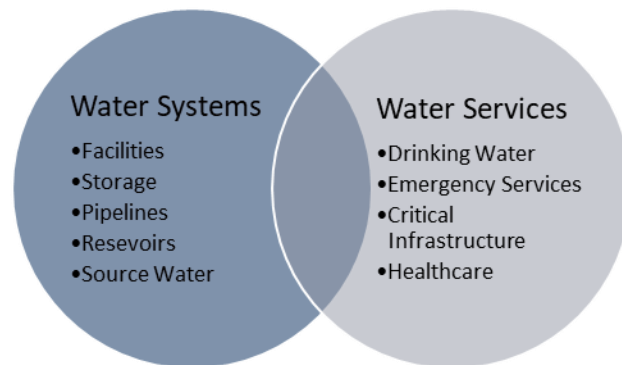 Water Systems
•Facilities
•Storage
•Pipelines
•Resevoirs
•Source Water
Water Services
•Drinking Water
•Emergency Services
•Critical
Infrastructure
•Healthcare